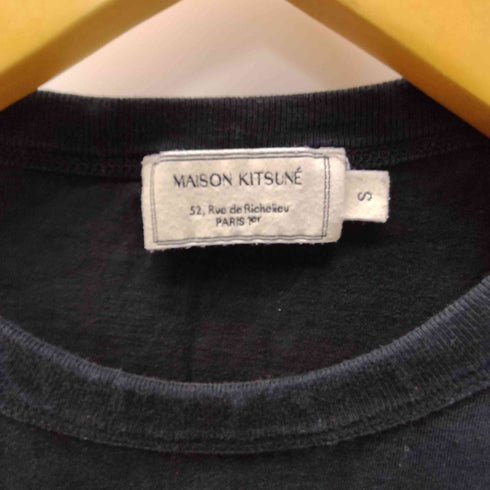 MAISON KITSUNÉ
52, Rue de Richelieu
PARIS 1er
S